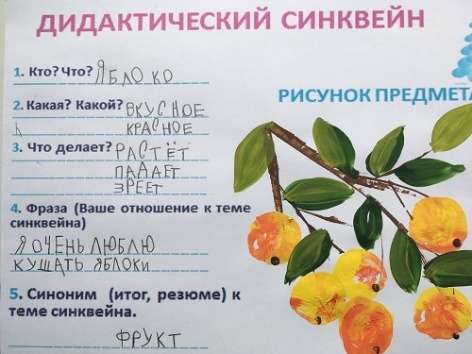 ДИДАКТИЧЕСКИЙ СИНКВЕЙН
1. Кто? Что? ЯБЛОКО
2. Какая? Какой? ВКУСНОЕ
КРАСНОЕ
РИСУНОК ПРЕДМЕТА
3. Что делает? РАСТЁТ
ПАДАЕТ
ЗРЕЕТ
4. Фраза (Ваше отношение к теме
синквейна)
Я ОЧЕНЬ ЛЮБЛЮ
КУШАТЬ ЯБЛОКИ
5. Синоним (итог, резюме) к
теме синквейна.
ФРУКТ